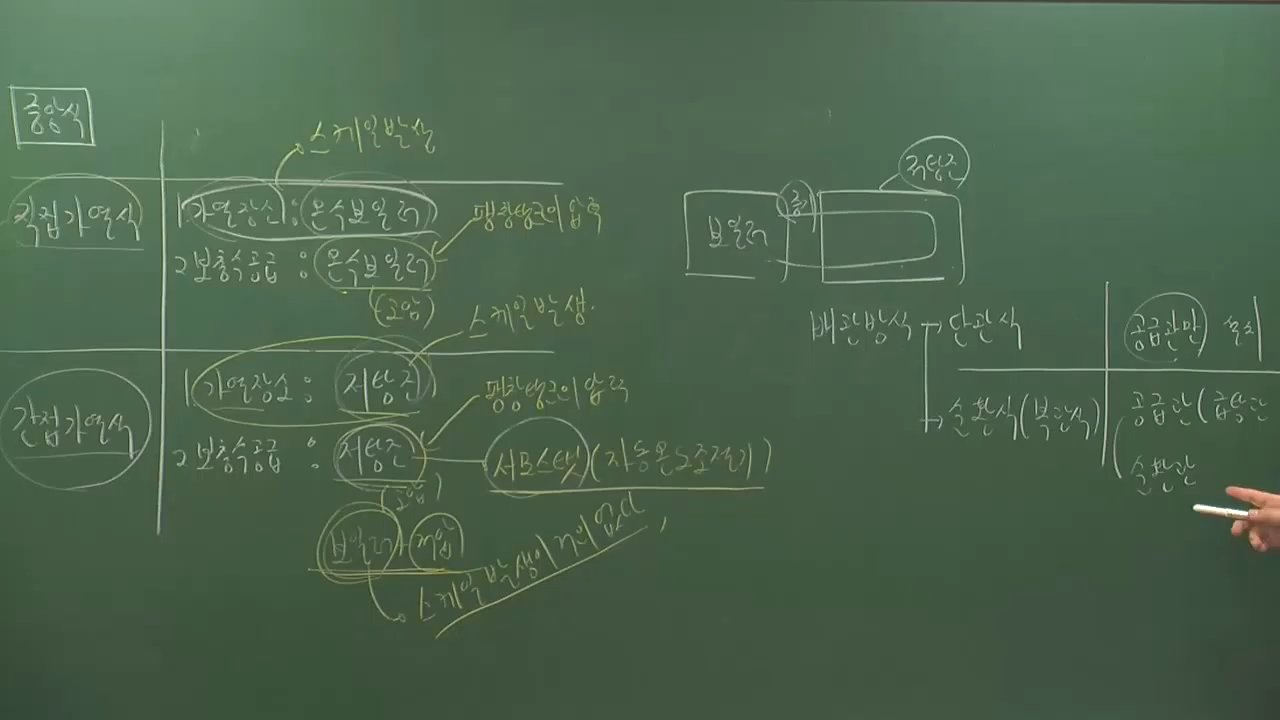 중앙식
스케일발생
직접가열식
1 가열장소 : 온수보일러
팽창탱크의 압력
2 보충수공급 : 온수보일러
(고압)
스케일발생
간접가열식
1 가열장소 : 저탕조
팽창탱크의 압력
2 보충수공급 : 저탕조
서모스탯(자동온도조절기)
(고압)
보일러 저압
스케일 발생이 거의 없다
저탕조
보일러
증기
배관방식
단관식
공급관만 설치
순환식(복관식)
공급관(급탕관
순환관